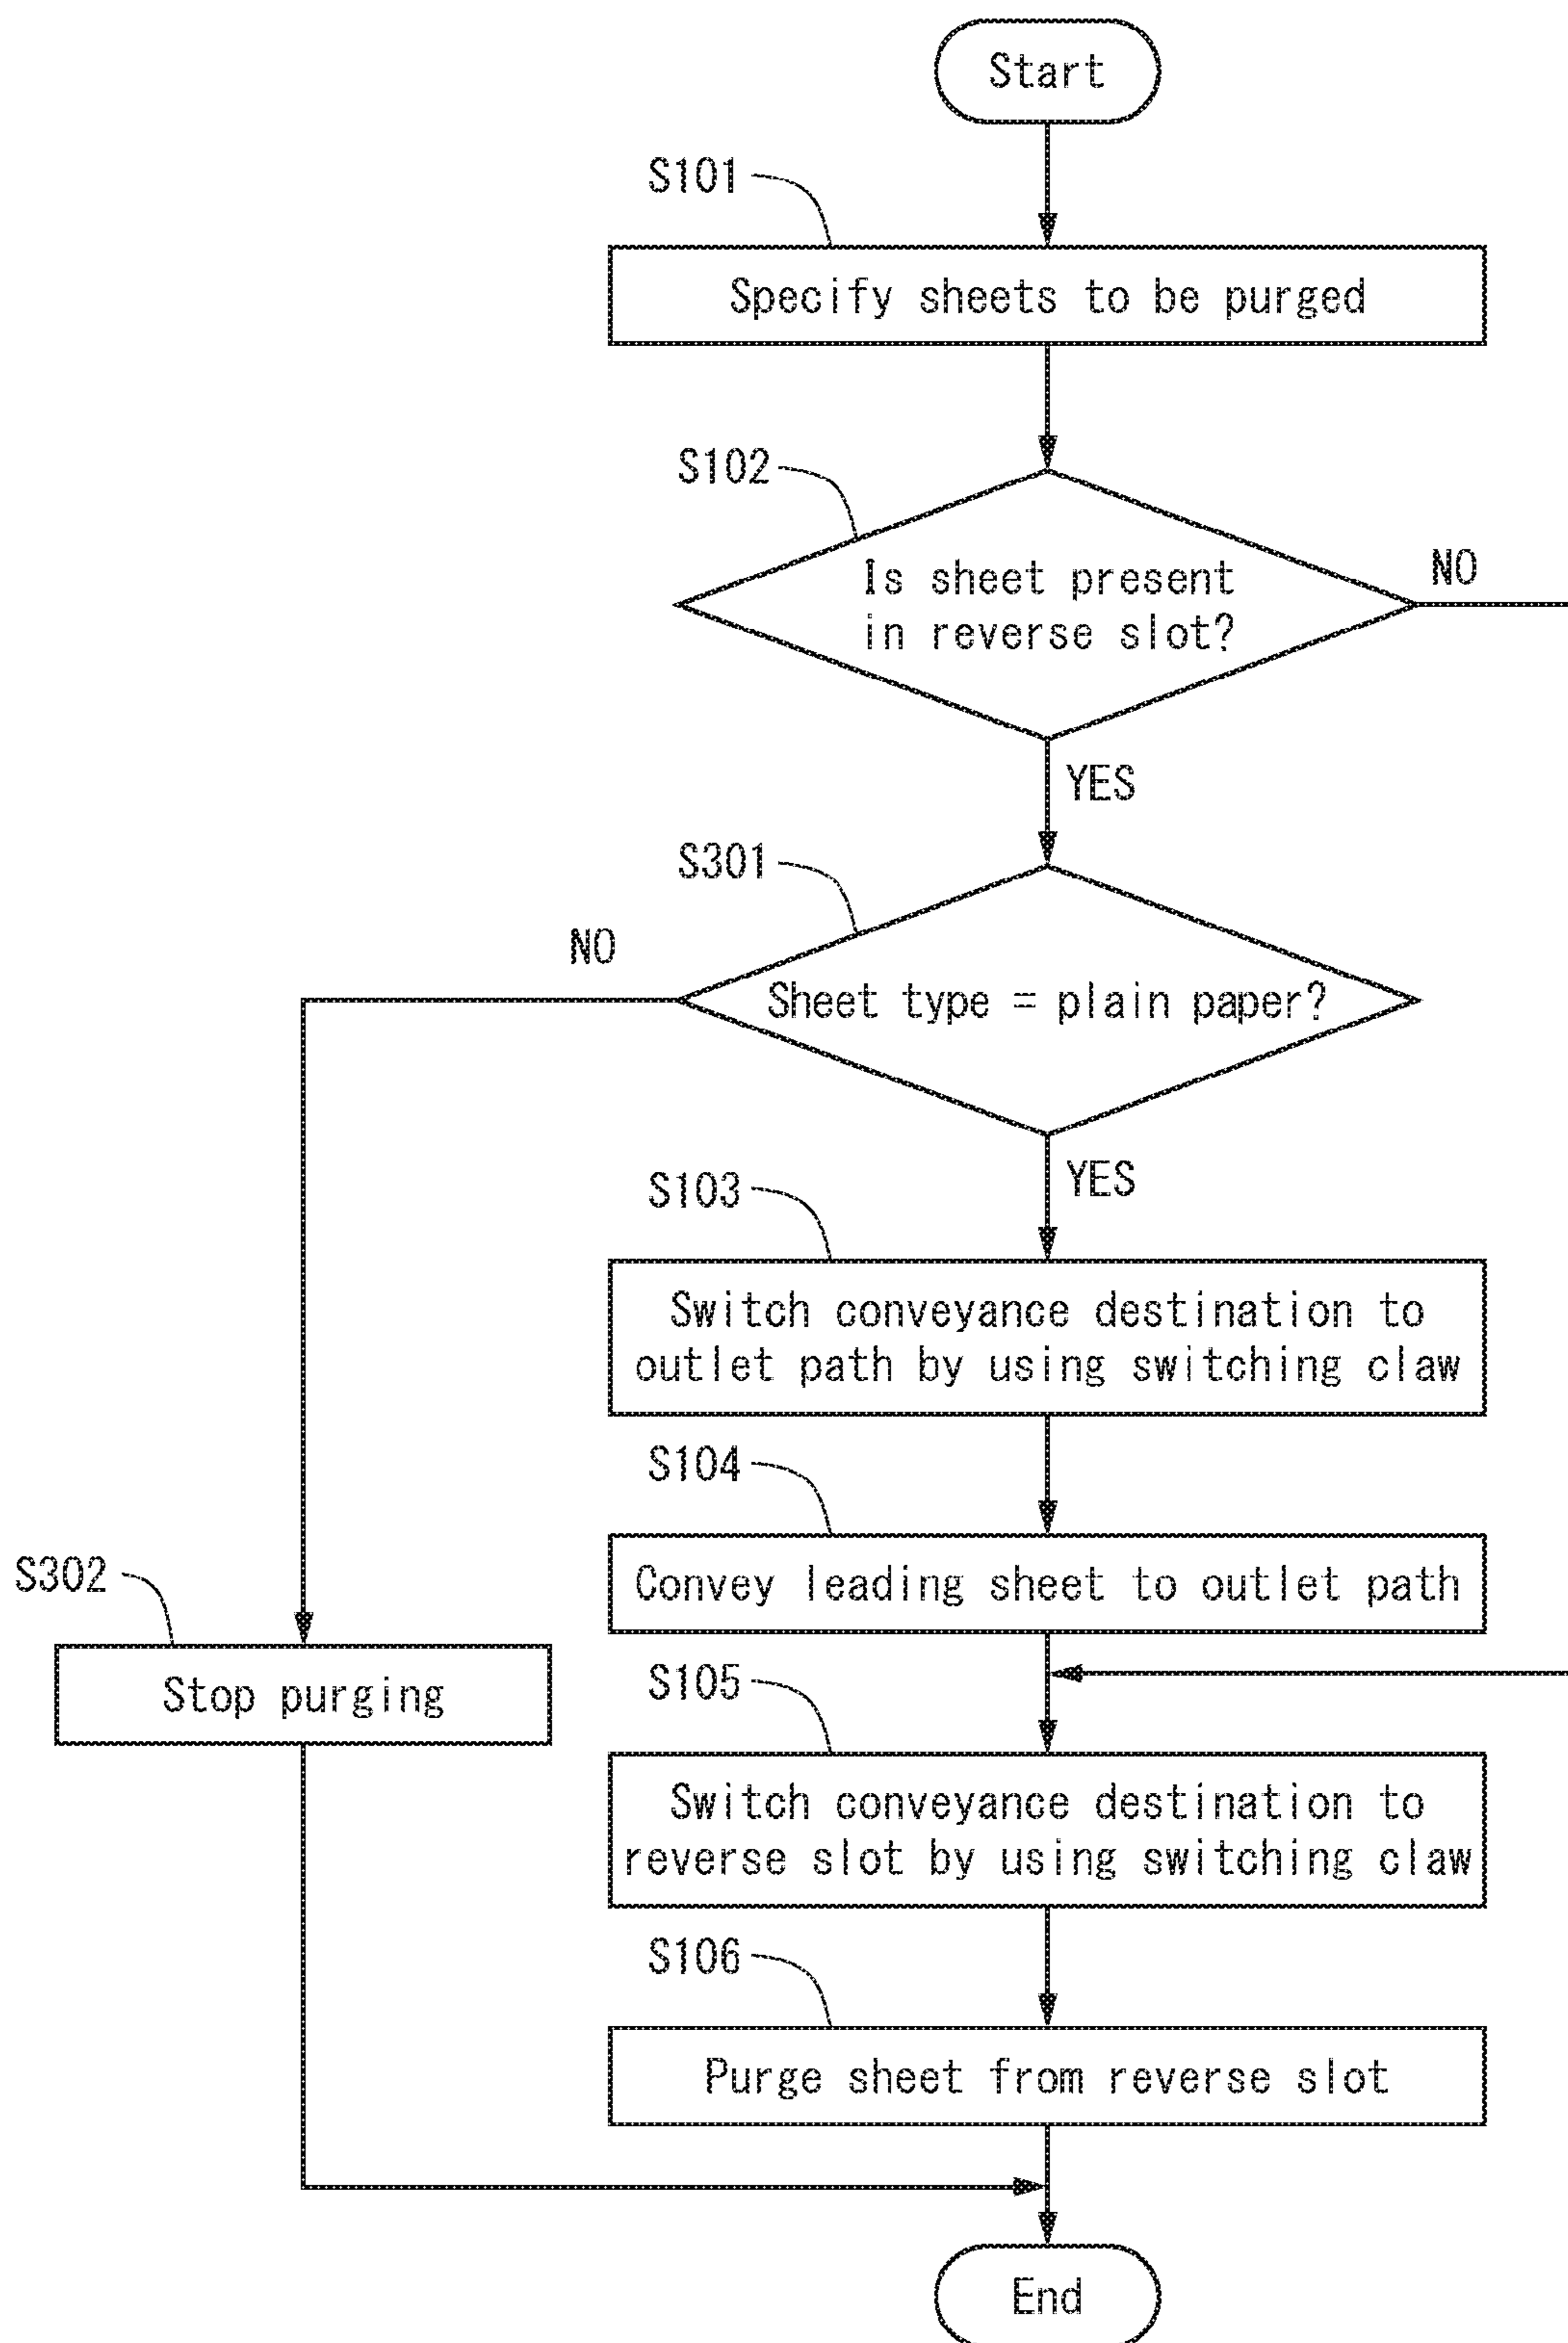 Start
S101
Specify sheets to be purged
S102
Is sheet present
in reverse slot?
NO
YES
S301
NO
Sheet type = plain paper?
YES
S103
Switch conveyance destination to
outlet path by using switching claw
S104
Convey leading sheet to outlet path
S302
Stop purging
S105
Switch conveyance destination to
reverse slot by using switching claw
S106
Purge sheet from reverse slot
End